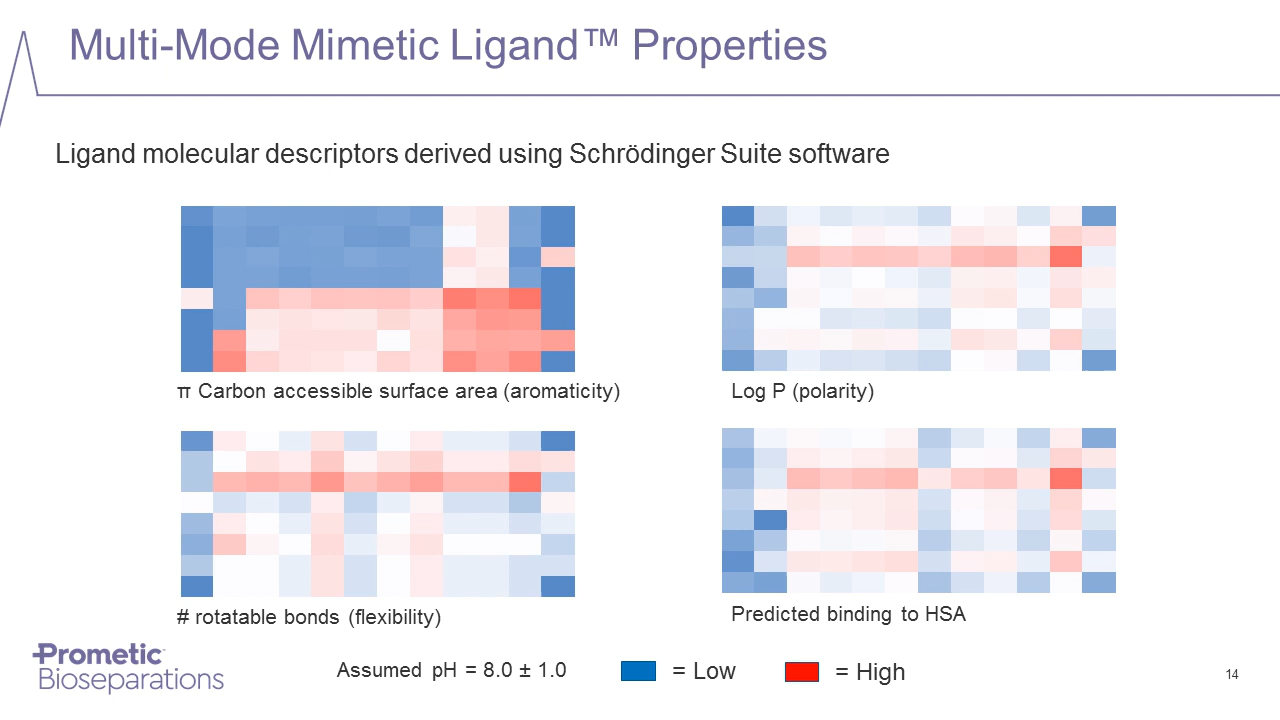 Multi-Mode Mimetic Ligand™ Properties
Ligand molecular descriptors derived using Schrödinger Suite software
π Carbon accessible surface area (aromaticity)
Log P (polarity)
# rotatable bonds (flexibility)
Predicted binding to HSA
Prometic
Bioseparations
Assumed pH = 8.0 ± 1.0
= Low
= High
14